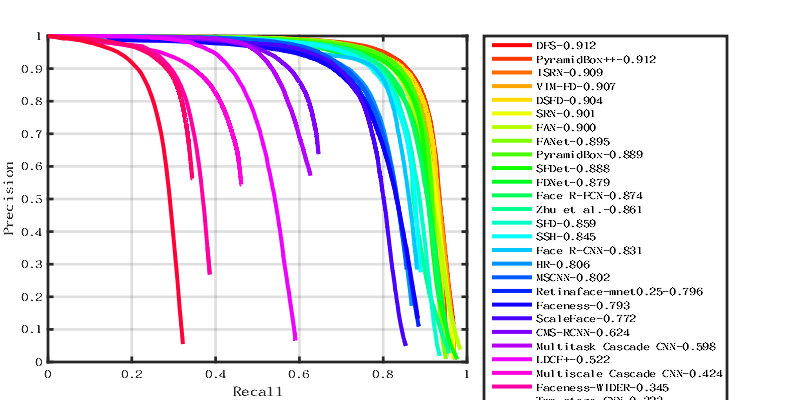 1
0.9
0.8
0.7
0.6
0.5
0.4
0.3
0.2
0.1
0
Precision
0 0.2 0.4 0.6 0.8 1
Recall
DFS-0.912
PyramidBox++-0.912
ISRN-0.909
VIM-FD-0.907
DSFD-0.904
SRN-0.901
FAN-0.900
FANet-0.895
PyramidBox-0.889
SFDet-0.888
FDNet-0.879
Face R-FCN-0.874
Zhu et al.-0.861
SFD-0.859
SSH-0.845
Face R-CNN-0.831
HR-0.806
MSCNN-0.802
Retinaface-mnet0.25-0.796
Faceness-0.793
ScaleFace-0.772
CMS-RCNN-0.624
Multitask Cascade CNN-0.598
LDCF+-0.522
Multiscale Cascade CNN-0.424
Faceness-WIDER-0.345